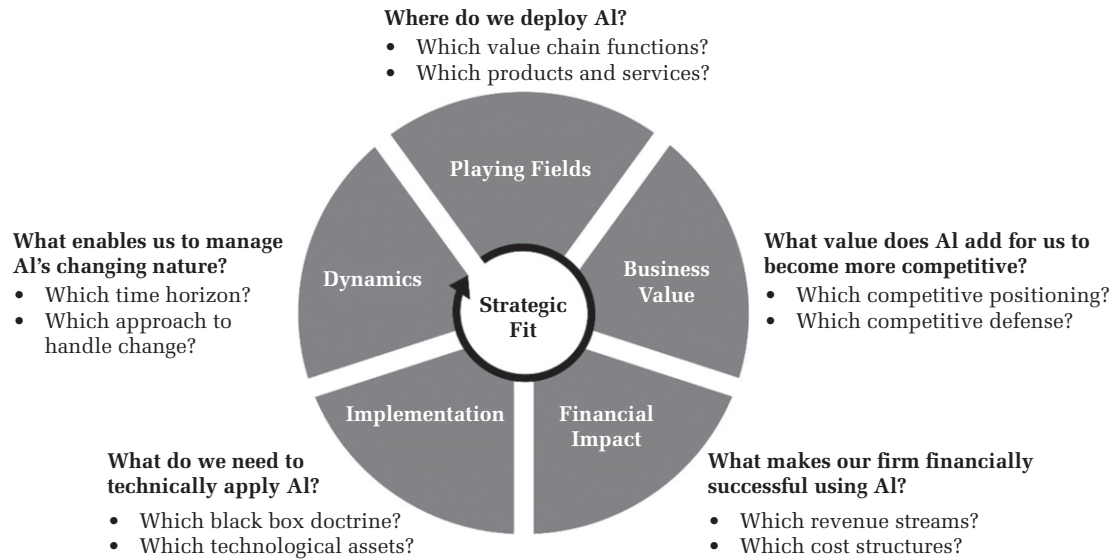 Where do we deploy AI?
• Which value chain functions?
• Which products and services?
Playing Fields
What value does AI add for us to
become more competitive?
• Which competitive positioning?
• Which competitive defense?
Business
Value
What makes our firm financially
successful using AI?
• Which revenue streams?
• Which cost structures?
Financial
Impact
What do we need to
technically apply AI?
• Which black box doctrine?
• Which technological assets?
Implementation
What enables us to manage
AI's changing nature?
• Which time horizon?
• Which approach to
handle change?
Dynamics
Strategic
Fit